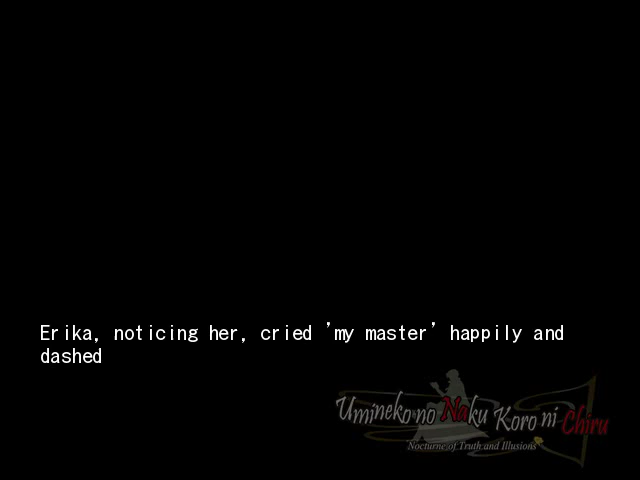 Erika, noticing her, cried 'my master' happily and
dashed
Umineko no Naku Koro ni Chiru
Nocturne of Truth and Illusions